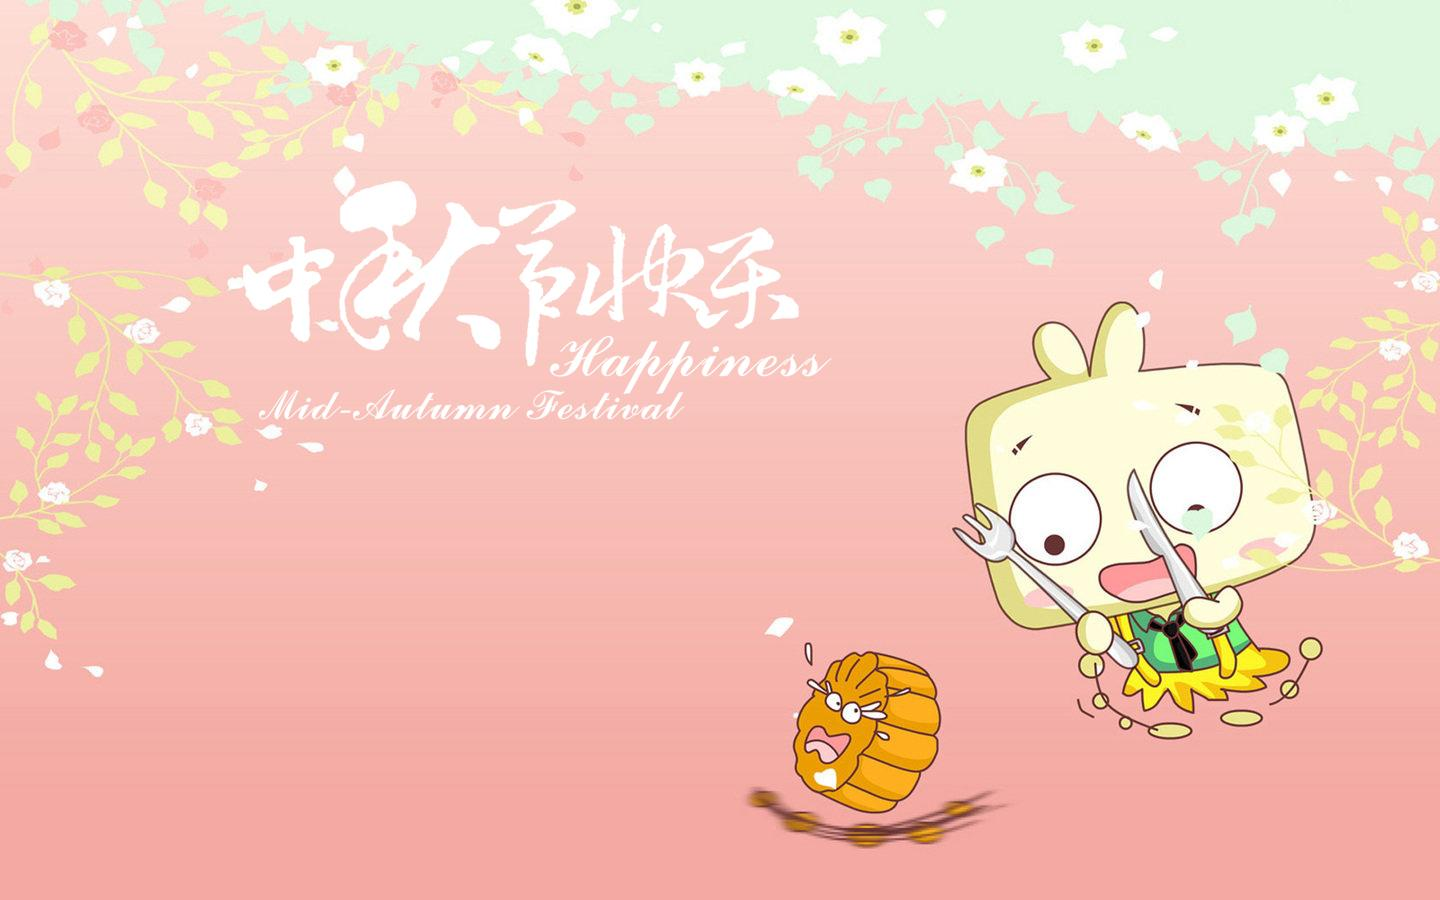 中秋节快乐
Happiness
Mid-Autumn Festival